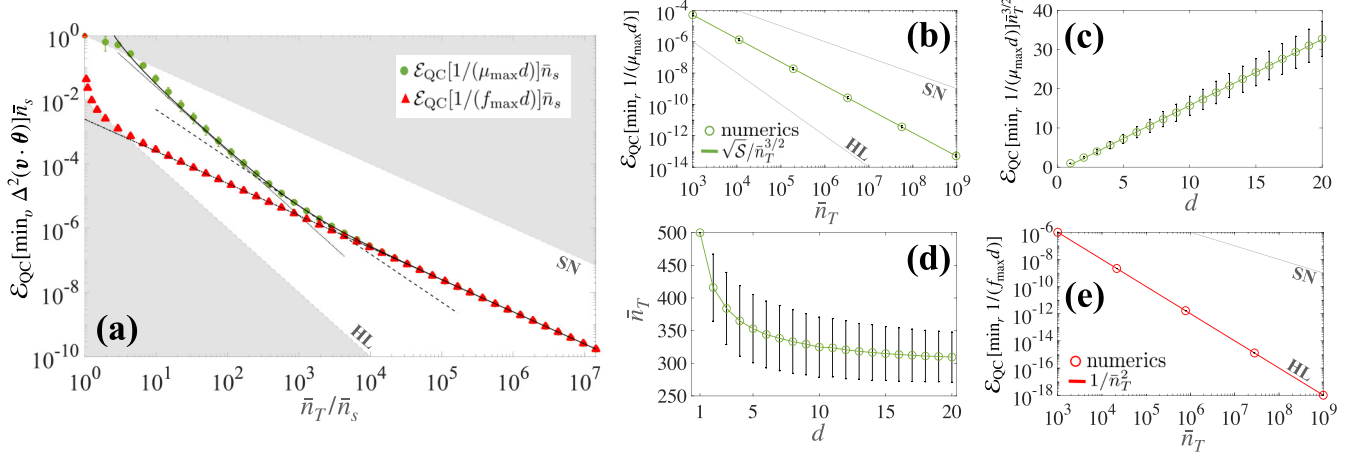 (a)
ℰ_QC[min_v Δ²(v · θ)]n̄_s
10^0
10^-2
10^-4
10^-6
10^-8
10^-10
ℰ_QC[1/(μ_max d)]n̄_s
ℰ_QC[1/(f_max d)]n̄_s
SN
HL
10^0 10^1 10^2 10^3 10^4 10^5 10^6 10^7
n̄_T/n̄_s
(b)
ℰ_QC[min_r 1/(μ_max d)]
10^-4
10^-6
10^-8
10^-10
10^-12
10^-14
SN
HL
numerics
√𝒮/n̄_T^{3/2}
10^3 10^4 10^5 10^6 10^7 10^8 10^9
n̄_T
(c)
ℰ_QC[min_r 1/(μ_max d)]n̄_T^{3/2}
40
30
20
10
0
0 5 10 15 20
d
(d)
n̄_T
500
450
400
350
300
250
1 5 10 15 20
d
(e)
ℰ_QC[min_r 1/(f_max d)]
10^-6
10^-8
10^-10
10^-12
10^-14
10^-16
10^-18
SN
HL
numerics
1/n̄_T^2
10^3 10^4 10^5 10^6 10^7 10^8 10^9
n̄_T